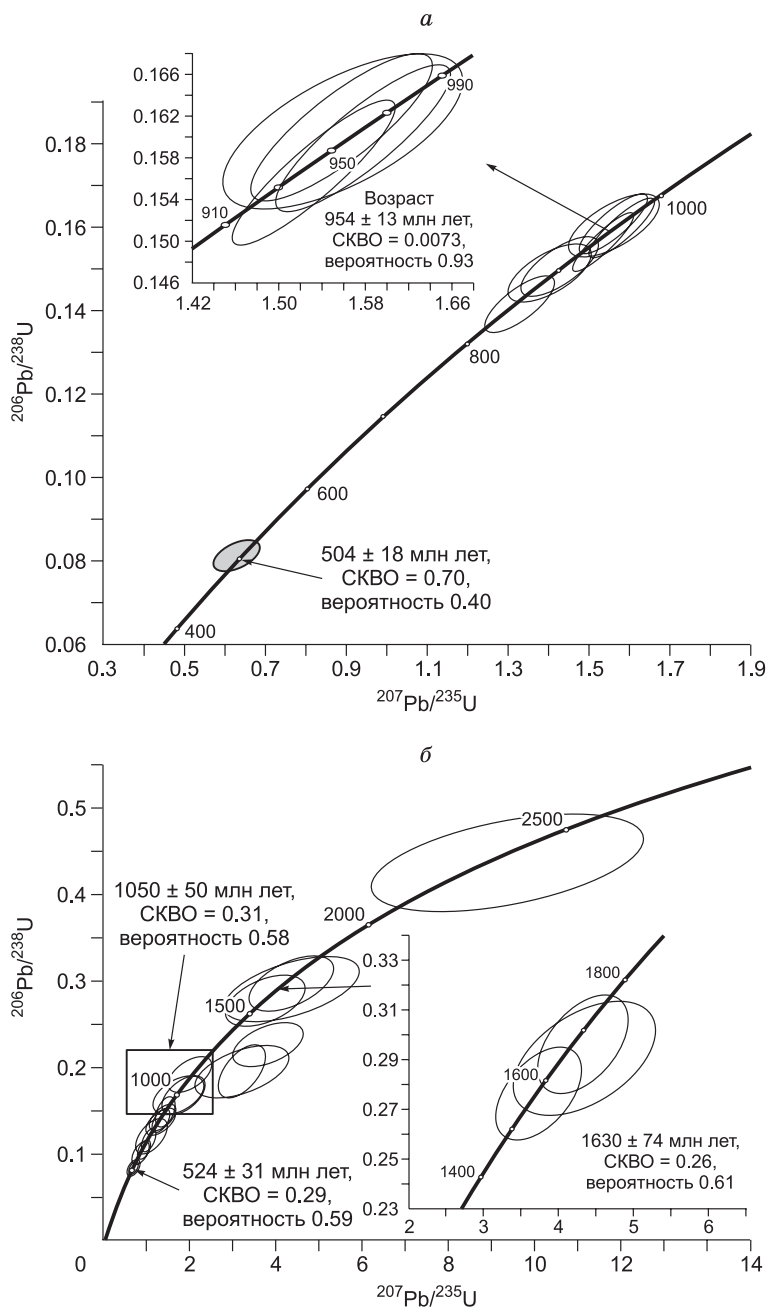 а
0.166
0.162
0.158
0.154
0.150
0.146
1.42
1.50
1.58
1.66
910
950
990
Возраст
954 ± 13 млн лет,
СКВО = 0.0073,
вероятность 0.93
0.18
0.16
0.14
0.12
0.10
0.08
0.06
206Pb/238U
1000
800
600
400
504 ± 18 млн лет,
СКВО = 0.70,
вероятность 0.40
0.3
0.5
0.7
0.9
1.1
1.3
1.5
1.7
1.9
207Pb/235U
б
0.5
0.4
0.3
0.2
0.1
0
206Pb/238U
2500
2000
1500
1000
1050 ± 50 млн лет,
СКВО = 0.31,
вероятность 0.58
524 ± 31 млн лет,
СКВО = 0.29,
вероятность 0.59
0.33
0.31
0.29
0.27
0.25
0.23
1800
1600
1400
1630 ± 74 млн лет,
СКВО = 0.26,
вероятность 0.61
2
3
4
5
6
2
4
6
8
10
12
14
207Pb/235U